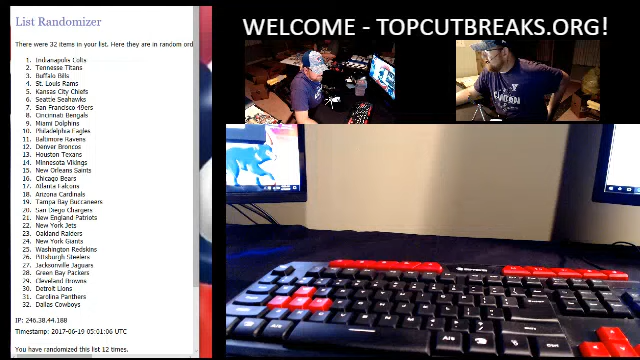 WELCOME - TOPCUTBREAKS.ORG!
List Randomizer
There were 32 items in your list. Here they are in random ord
1. Indianapolis Colts
2. Tennesse Titans
3. Buffalo Bills
4. St. Louis Rams
5. Kansas City Chiefs
6. Seattle Seahawks
7. San Francisco 49ers
8. Cincinnati Bengals
9. Miami Dolphins
10. Philadelphia Eagles
11. Baltimore Ravens
12. Denver Broncos
13. Houston Texans
14. Minnesota Vikings
15. New Orleans Saints
16. Chicago Bears
17. Atlanta Falcons
18. Arizona Cardinals
19. Tampa Bay Buccaneers
20. San Diego Chargers
21. New England Patriots
22. New York Jets
23. Oakland Raiders
24. New York Giants
25. Washington Redskins
26. Pittsburgh Steelers
27. Jacksonville Jaguars
28. Green Bay Packers
29. Cleveland Browns
30. Detroit Lions
31. Carolina Panthers
32. Dallas Cowboys
IP: 246.38.44.188
Timestamp: 2017-06-19 05:01:06 UTC
You have randomized this list 12 times.